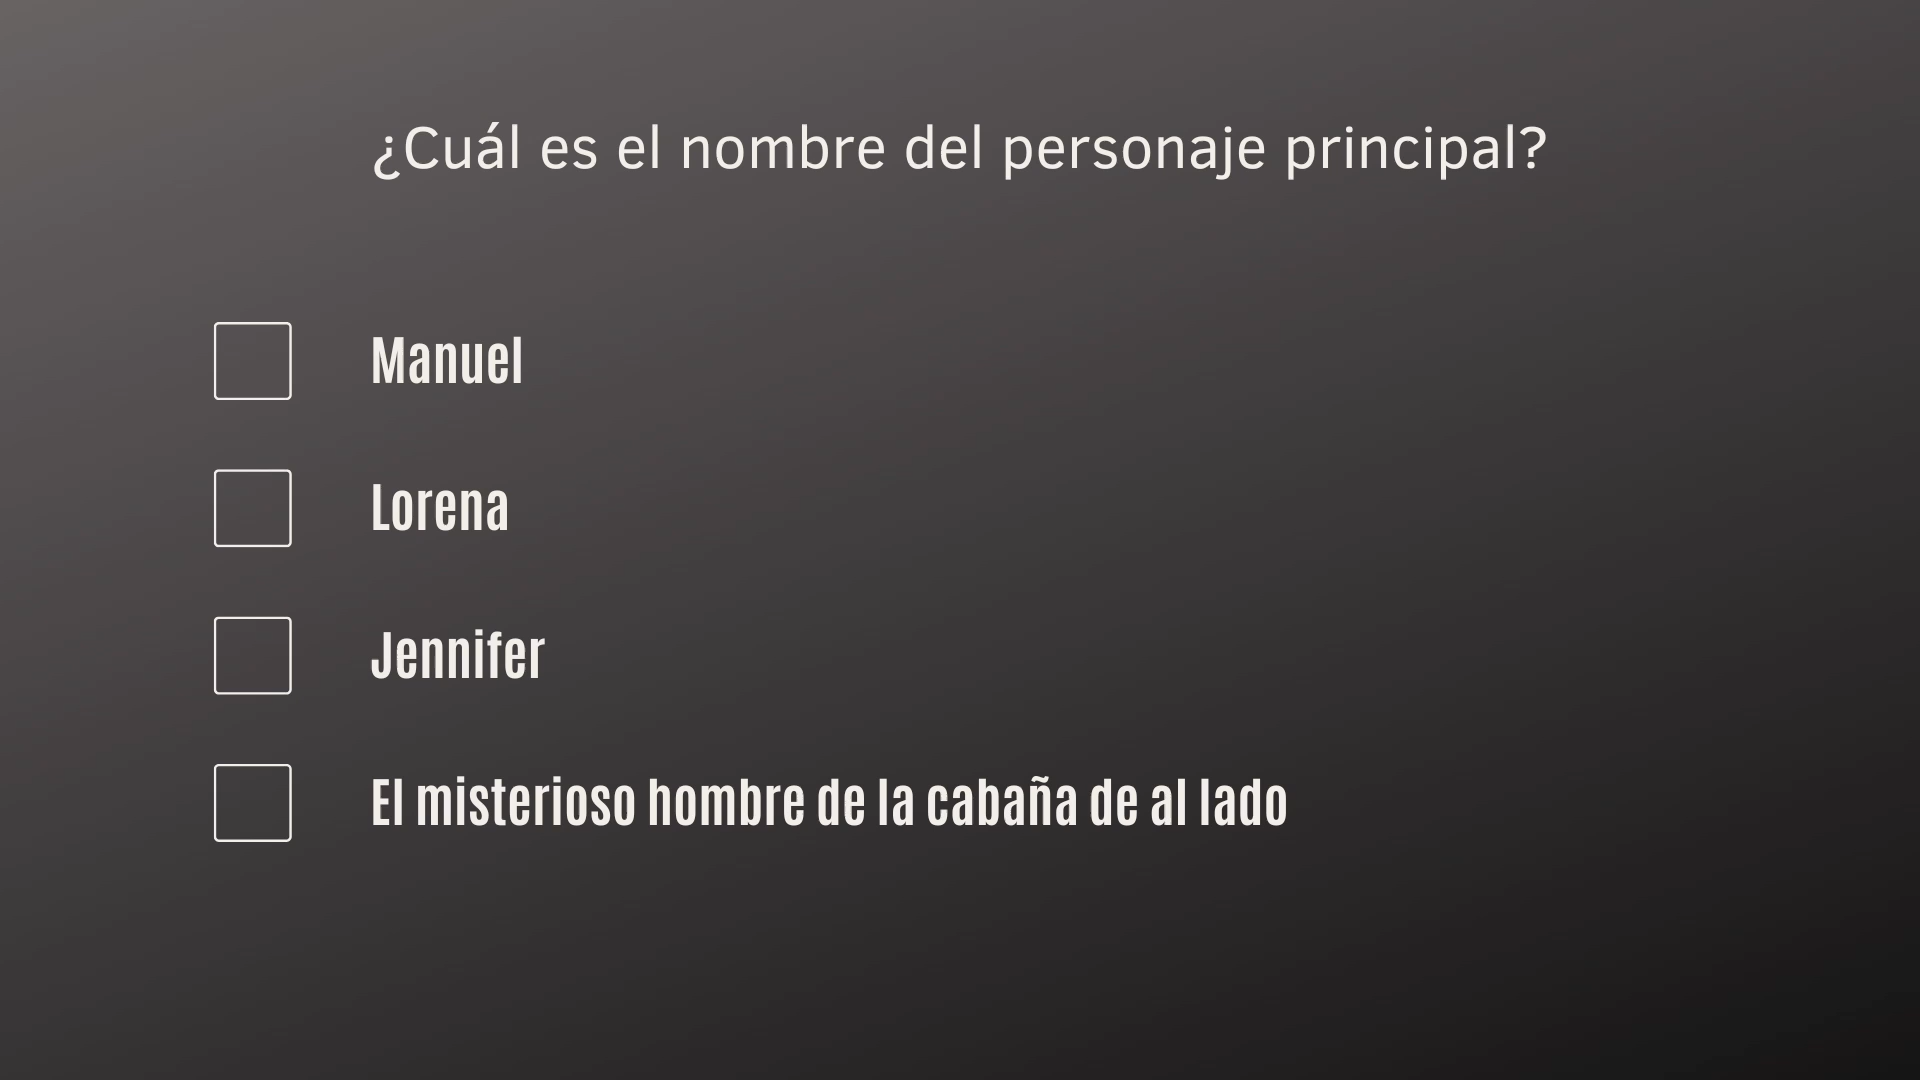 ¿Cuál es el nombre del personaje principal?
Manuel
Lorena
Jennifer
El misterioso hombre de la cabaña de al lado